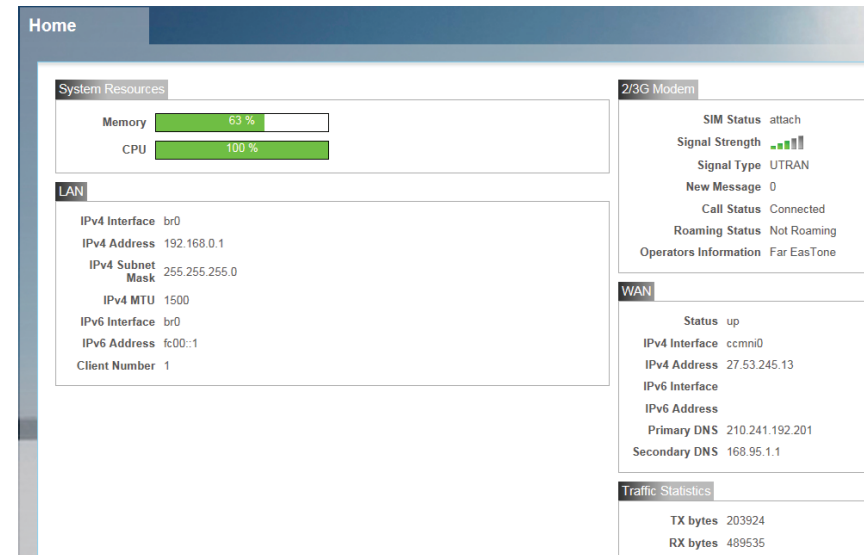 Home
System Resources
Memory 63 %
CPU 100 %
LAN
IPv4 Interface br0
IPv4 Address 192.168.0.1
IPv4 Subnet Mask 255.255.255.0
IPv4 MTU 1500
IPv6 Interface br0
IPv6 Address fc00::1
Client Number 1
2/3G Modem
SIM Status attach
Signal Strength
Signal Type UTRAN
New Message 0
Call Status Connected
Roaming Status Not Roaming
Operators Information Far EasTone
WAN
Status up
IPv4 Interface ccmni0
IPv4 Address 27.53.245.13
IPv6 Interface
IPv6 Address
Primary DNS 210.241.192.201
Secondary DNS 168.95.1.1
Traffic Statistics
TX bytes 203924
RX bytes 489535